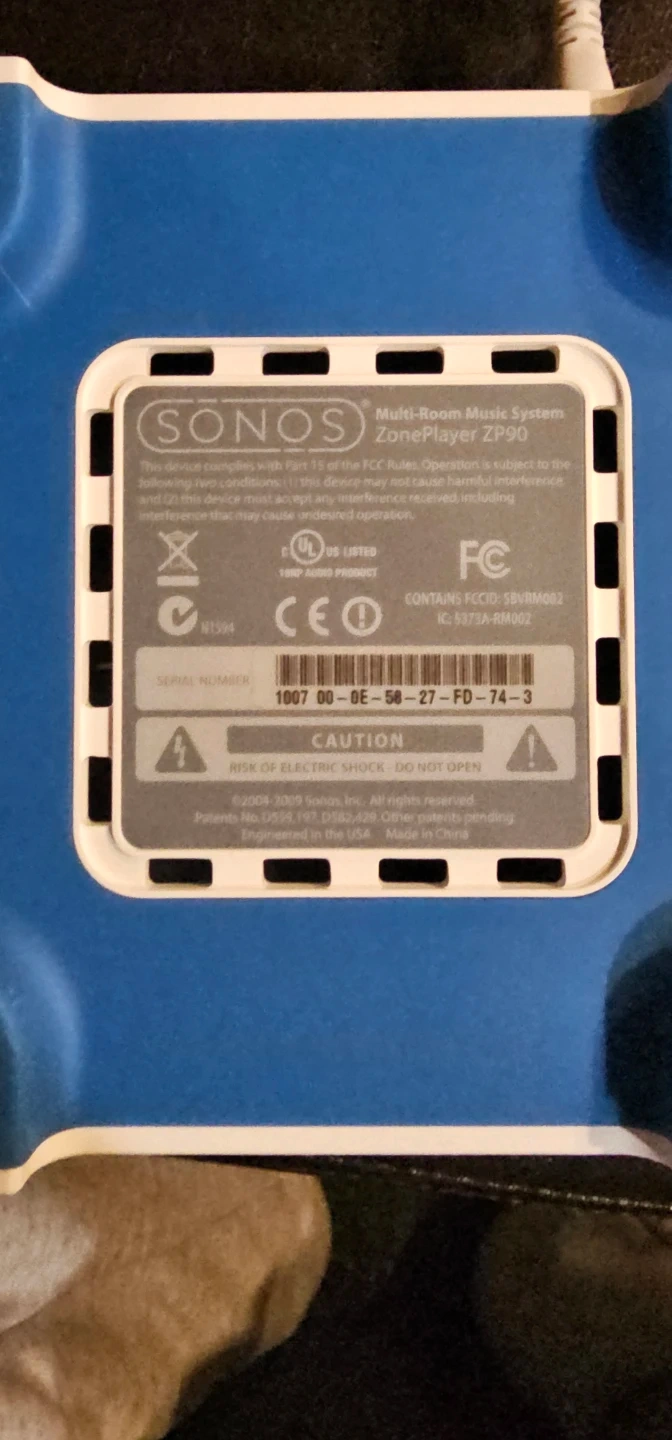 SONOS®
Multi-Room Music System
ZonePlayer ZP90
This device complies with Part 15 of the FCC Rules. Operation is subject to the
following two conditions: (1) this device may not cause harmful interference,
and (2) this device must accept any interference received, including
interference that may cause undesired operation.
C UL US LISTED
AUDIO PRODUCT
FC
CONTAINS FCCID: SBVRM002
IC: 5373A-RM002
N1594
CE
SERIAL NUMBER
1007 00-0E-58-27-FD-74-3
CAUTION
RISK OF ELECTRIC SHOCK - DO NOT OPEN
©2004-2009 Sonos, Inc. All rights reserved.
Patents No. D559,197, D582,429. Other patents pending.
Engineered in the USA Made in China